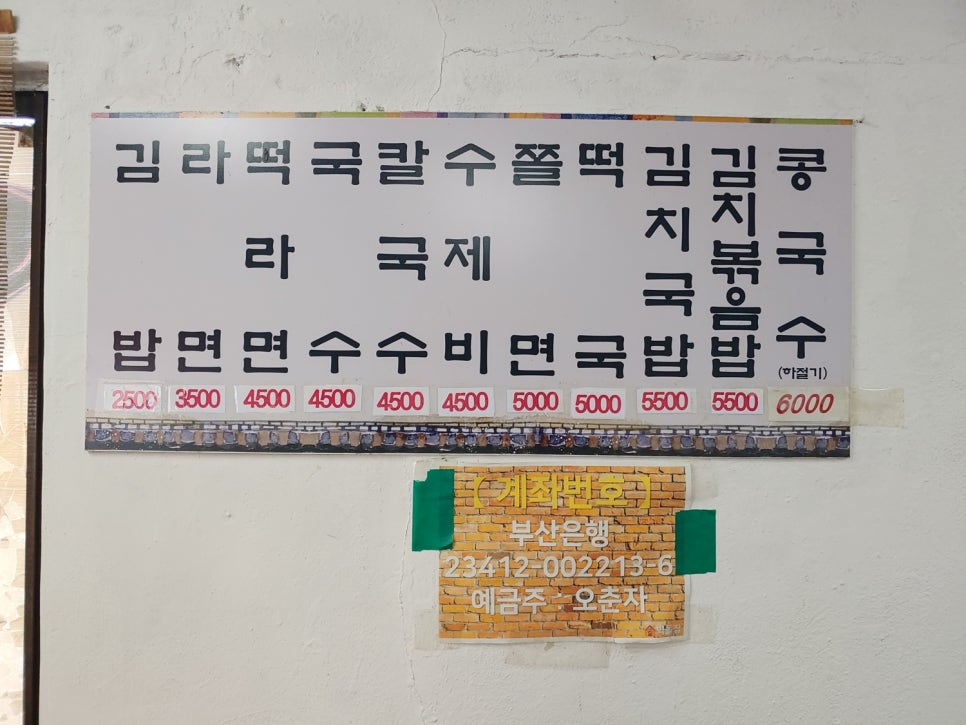 김밥 2500
라면 3500
떡라면 4500
국수 4500
칼국수 4500
수제비 4500
쫄면 5000
떡국 5000
김치국밥 5500
김치볶음밥 5500
콩국수 (하절기) 6000
[ 계좌번호 ]
부산은행
23412-002213-6
예금주 : 오춘자